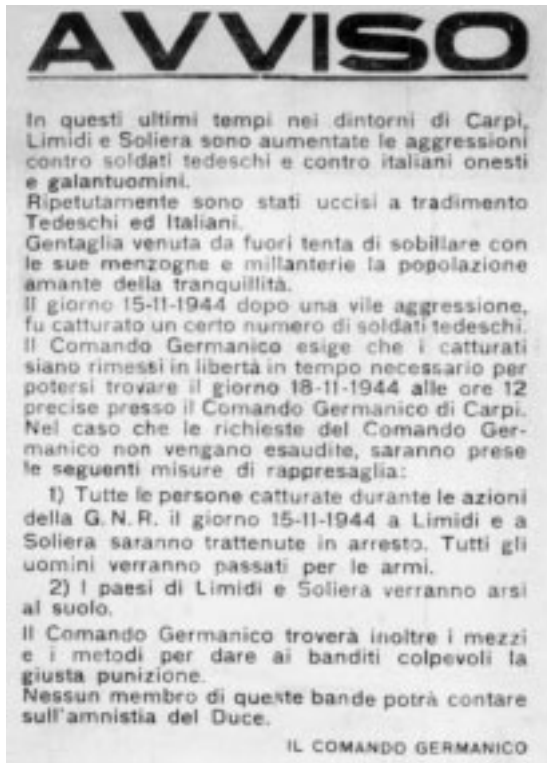 AVVISO
In questi ultimi tempi nei dintorni di Carpi,
Limidi e Soliera sono aumentate le aggressioni
contro soldati tedeschi e contro italiani onesti
e galantuomini.
Ripetutamente sono stati uccisi a tradimento
Tedeschi ed Italiani.
Gentaglia venuta da fuori tenta di sobillare con
le sue menzogne e millanterie la popolazione
amante della tranquillità.
Il giorno 15-11-1944 dopo una vile aggressione,
fu catturato un certo numero di soldati tedeschi.
Il Comando Germanico esige che i catturati
siano rimessi in libertà in tempo necessario per
potersi trovare il giorno 18-11-1944 alle ore 12
precise presso il Comando Germanico di Carpi.
Nel caso che le richieste del Comando Ger-
manico non vengano esaudite, saranno prese
le seguenti misure di rappresaglia:
1) Tutte le persone catturate durante le azioni
della G.N.R. il giorno 15-11-1944 a Limidi e a
Soliera saranno trattenute in arresto. Tutti gli
uomini verranno passati per le armi.
2) I paesi di Limidi e Soliera verranno arsi
al suolo.
Il Comando Germanico troverà inoltre i mezzi
e i metodi per dare ai banditi colpevoli la
giusta punizione.
Nessun membro di queste bande potrà contare
sull'amnistia del Duce.
IL COMANDO GERMANICO